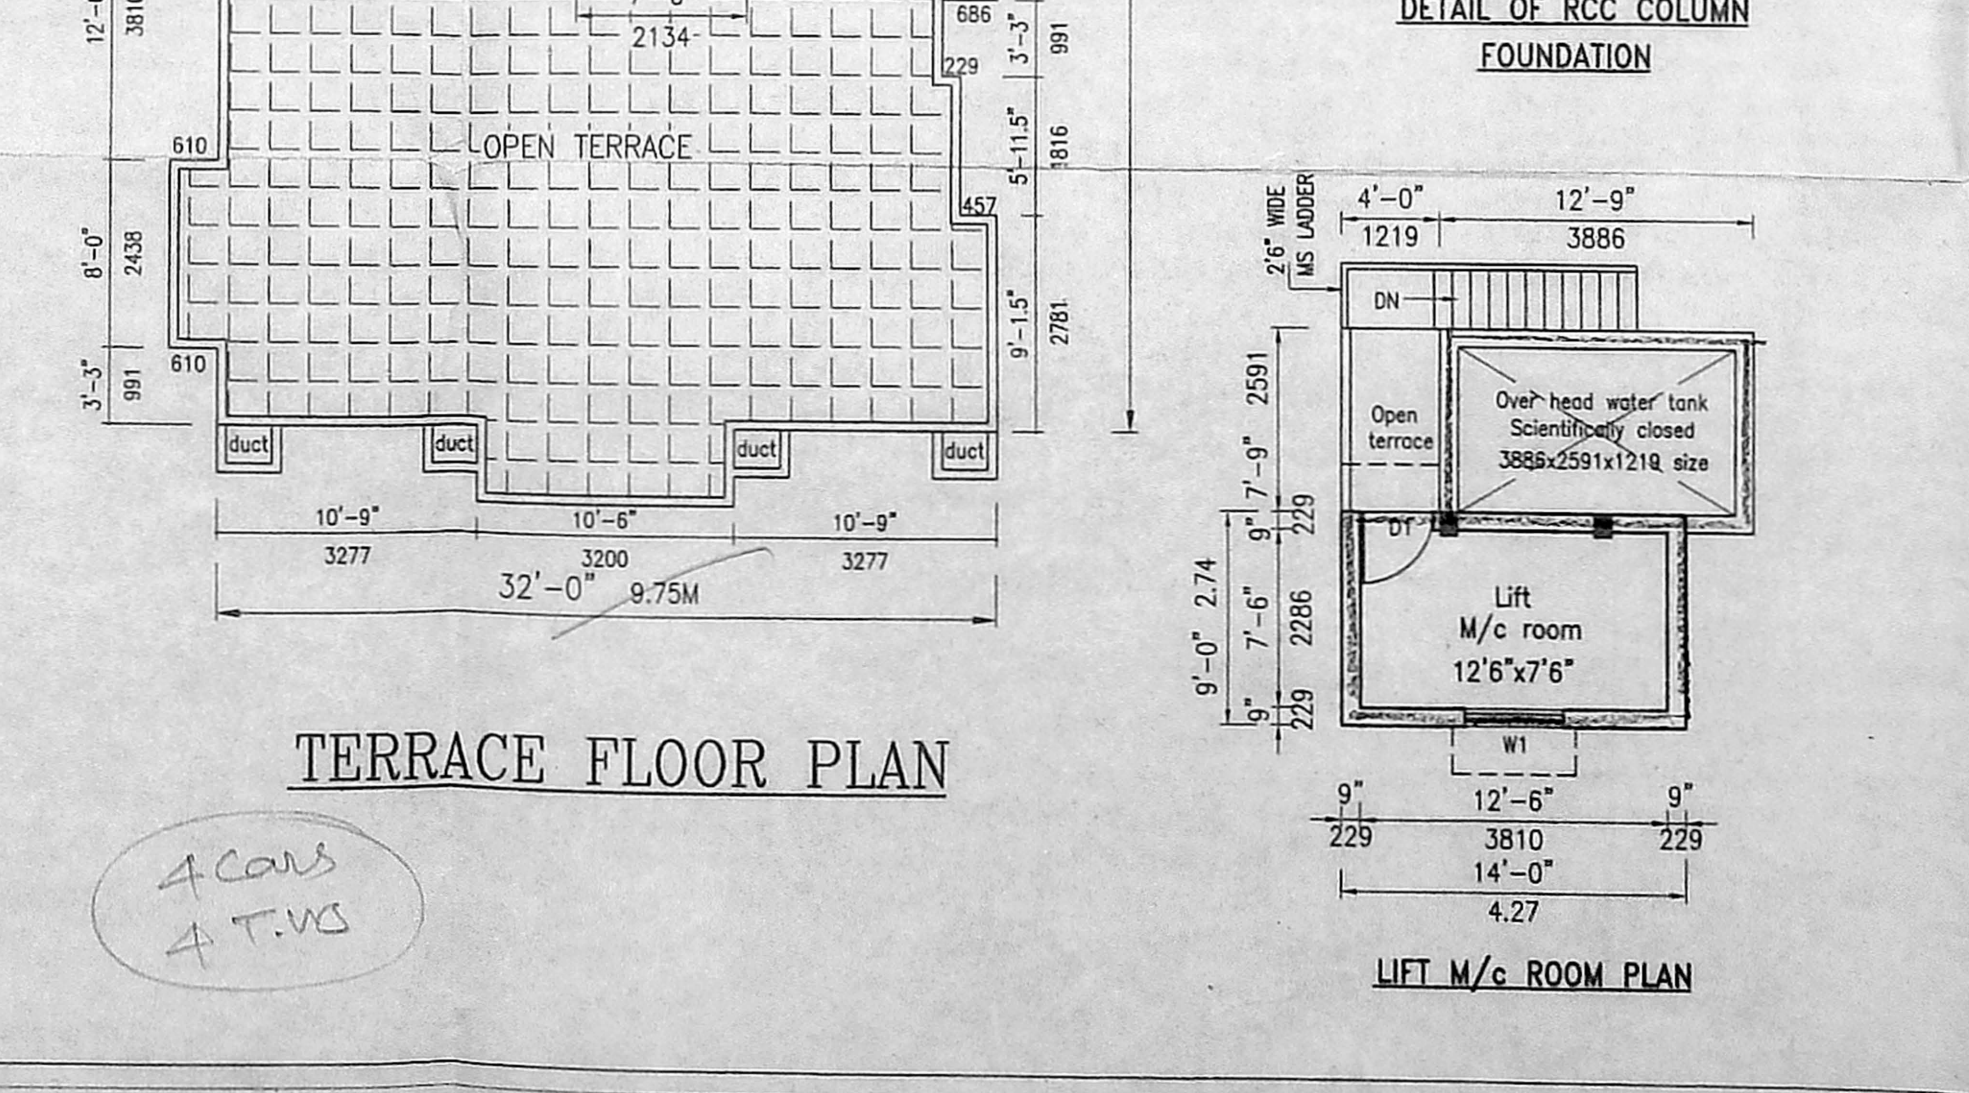 3810
2134
686
3'-3"
991
229
DETAIL OF RCC COLUMN
FOUNDATION
610
OPEN TERRACE
5'-11.5"
1816
457
8'-0"
2438
9'-1.5"
2781
610
3'-3"
991
duct
duct
duct
duct
10'-9"
10'-6"
10'-9"
3277
3200
3277
32'-0"
9.75M
TERRACE FLOOR PLAN
4 Cars
4 T.WS
2'6" WIDE
MS LADDER
4'-0"
12'-9"
1219
3886
DN
2591
7'-9"
Open
terrace
Over head water tank
Scientifically closed
3886x2591x1219 size
9"
229
D1
9'-0" 2.74
7'-6"
2286
Lift
M/c room
12'6"x7'6"
9"
229
W1
9"
12'-6"
9"
229
3810
229
14'-0"
4.27
LIFT M/c ROOM PLAN